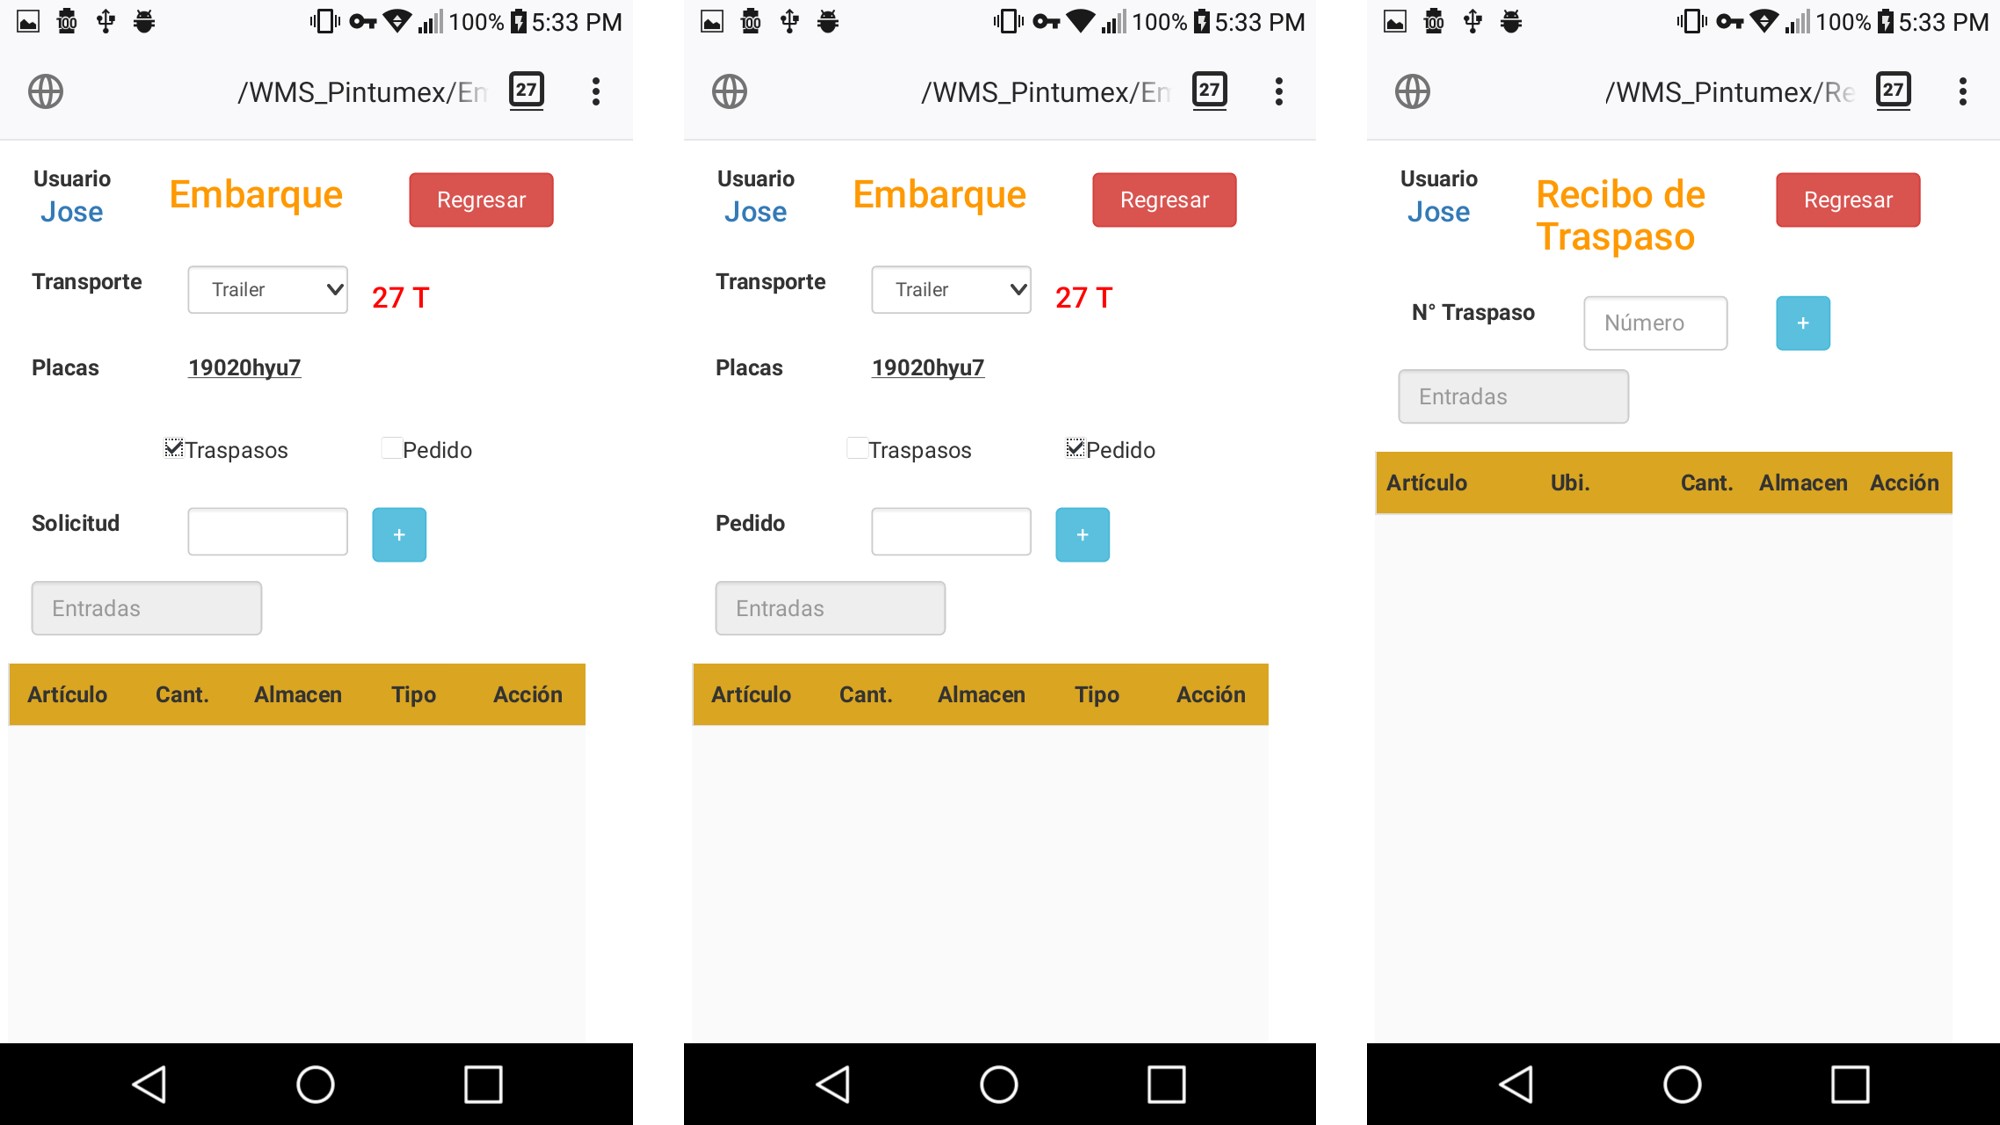 100% 5:33 PM
/WMS_Pintumex/En 27
Usuario
Jose
Embarque
Regresar
Transporte
Trailer
27 T
Placas
19020hyu7
Traspasos
Pedido
Solicitud
+
Entradas
Artículo Cant. Almacen Tipo Acción
100% 5:33 PM
/WMS_Pintumex/En 27
Usuario
Jose
Embarque
Regresar
Transporte
Trailer
27 T
Placas
19020hyu7
Traspasos
Pedido
Pedido
+
Entradas
Artículo Cant. Almacen Tipo Acción
100% 5:33 PM
/WMS_Pintumex/Re 27
Usuario
Jose
Recibo de
Traspaso
Regresar
N° Traspaso
Número
+
Entradas
Artículo Ubi. Cant. Almacen Acción